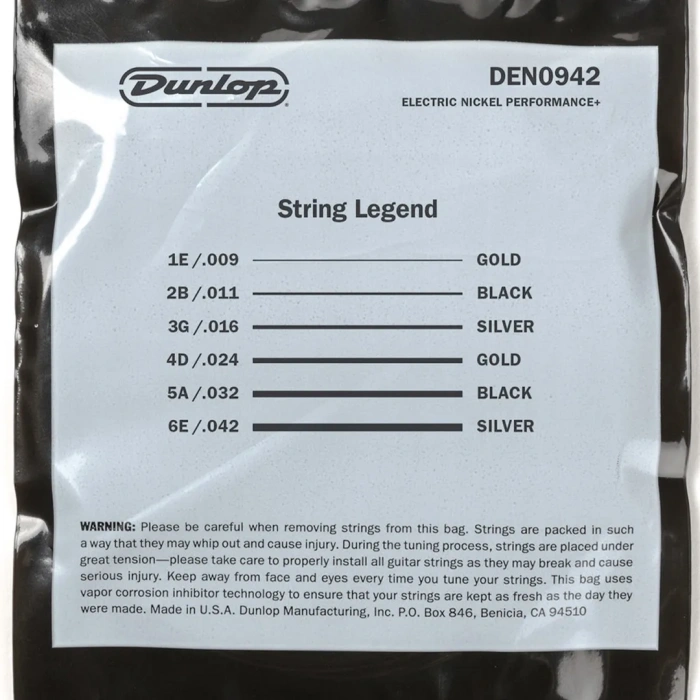 Dunlop
DEN0942
ELECTRIC NICKEL PERFORMANCE+
String Legend
1E/.009 GOLD
2B/.011 BLACK
3G/.016 SILVER
4D/.024 GOLD
5A/.032 BLACK
6E/.042 SILVER
WARNING: Please be careful when removing strings from this bag. Strings are packed in such
a way that they may whip out and cause injury. During the tuning process, strings are placed under
great tension—please take care to properly install all guitar strings as they may break and cause
serious injury. Keep away from face and eyes every time you tune your strings. This bag uses
vapor corrosion inhibitor technology to ensure that your strings are kept as fresh as the day they
were made. Made in U.S.A. Dunlop Manufacturing, Inc. P.O. Box 846, Benicia, CA 94510